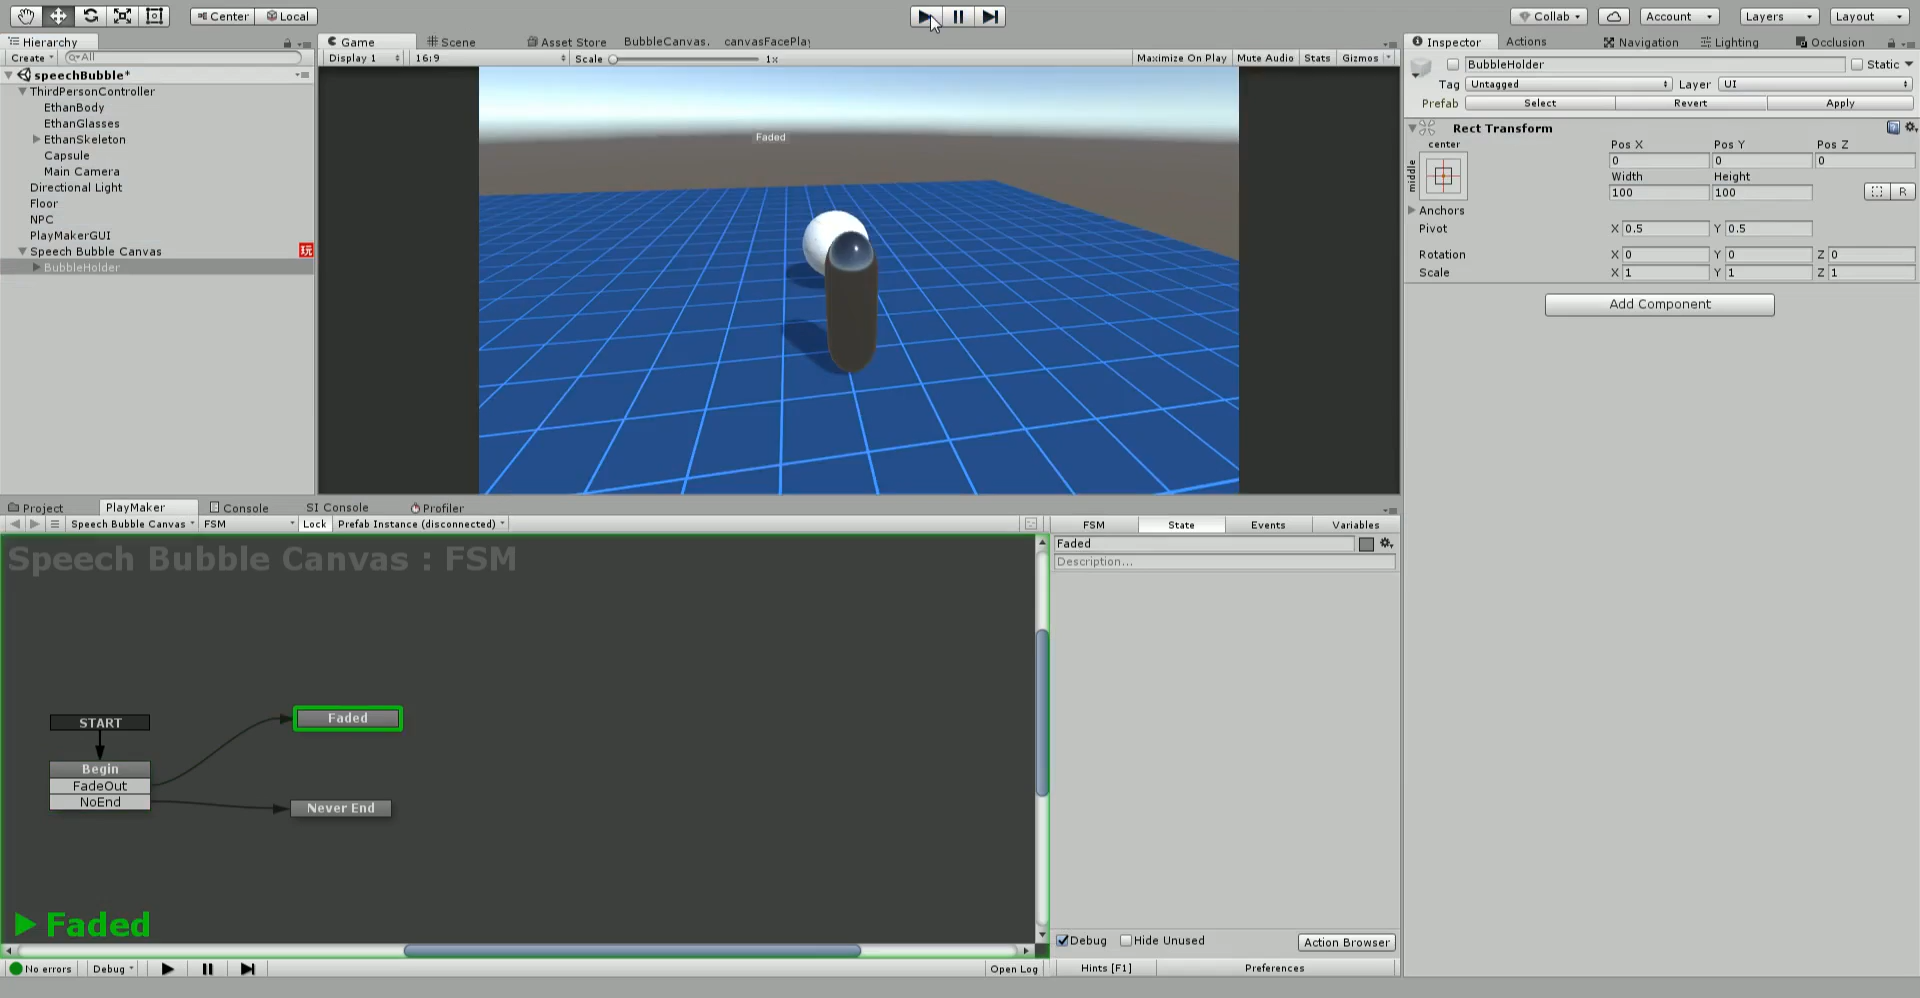 Center Local
Collab Account Layers Layout
Hierarchy
Create All
speechBubble*
ThirdPersonController
EthanBody
EthanGlasses
EthanSkeleton
Capsule
Main Camera
Directional Light
Floor
NPC
PlayMakerGUI
Speech Bubble Canvas 玩
BubbleHolder
Game Scene Asset Store BubbleCanvas. canvasFacePlay
Display 1 16:9 Scale 1x Maximize On Play Mute Audio Stats Gizmos
Faded
Inspector Actions Navigation Lighting Occlusion
BubbleHolder Static
Tag Untagged Layer UI
Prefab Select Revert Apply
Rect Transform
center
middle
Pos X Pos Y Pos Z
0 0 0
Width Height
100 100 R
Anchors
Pivot X 0.5 Y 0.5
Rotation X 0 Y 0 Z 0
Scale X 1 Y 1 Z 1
Add Component
Project PlayMaker Console SI Console Profiler
Speech Bubble Canvas FSM Lock Prefab Instance (disconnected)
Speech Bubble Canvas : FSM
START
Begin
FadeOut
NoEnd
Faded
Never End
Faded
No errors Debug Open Log
FSM State Events Variables
Faded
Description...
Debug Hide Unused Action Browser
Hints [F1] Preferences